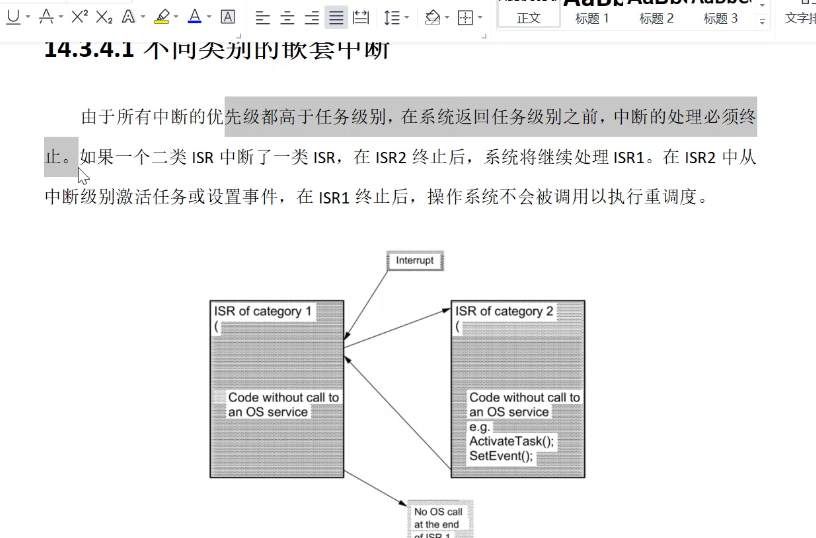 正文
标题 1
标题 2
标题 3
文字排
14.3.4.1 不同类别的嵌套中断
由于所有中断的优先级都高于任务级别，在系统返回任务级别之前，中断的处理必须终
止。如果一个二类 ISR 中断了一类 ISR，在 ISR2 终止后，系统将继续处理 ISR1。在 ISR2 中从
中断级别激活任务或设置事件，在 ISR1 终止后，操作系统不会被调用以执行重调度。
Interrupt
ISR of category 1
(
Code without call to
an OS service
ISR of category 2
(
Code without call to
an OS service
e.g.
ActivateTask();
SetEvent();
No OS call
at the end
of ISR 1